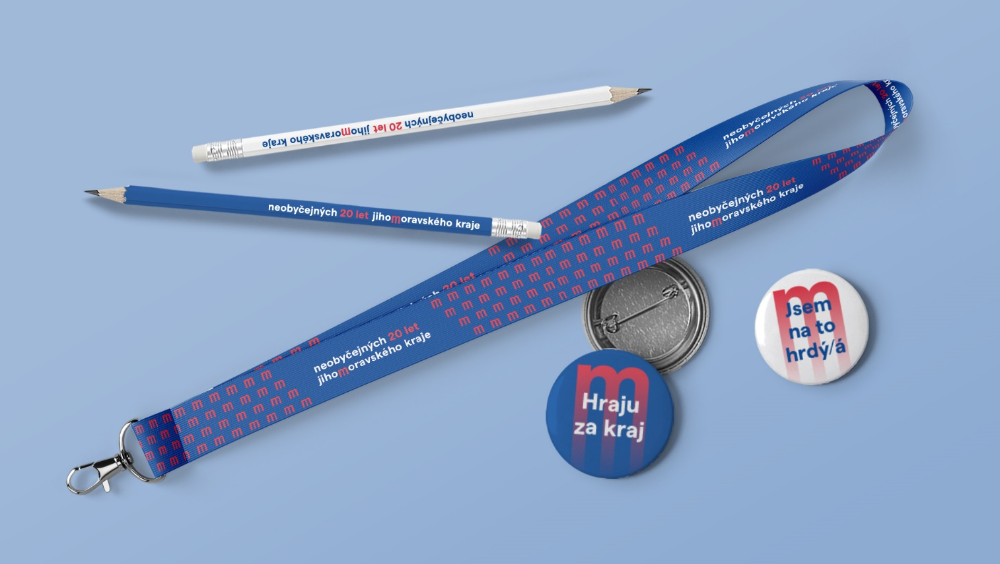 neobyčejných 20 let jihomoravského kraje
neobyčejných 20 let jihomoravského kraje
neobyčejných 20 let
jihomoravského kraje
neobyčejných 20 let
jihomoravského kraje
neobyčejných 20 let
jihomoravského kraje
m
Jsem
na to
hrdý/á
m
Hraju
za kraj